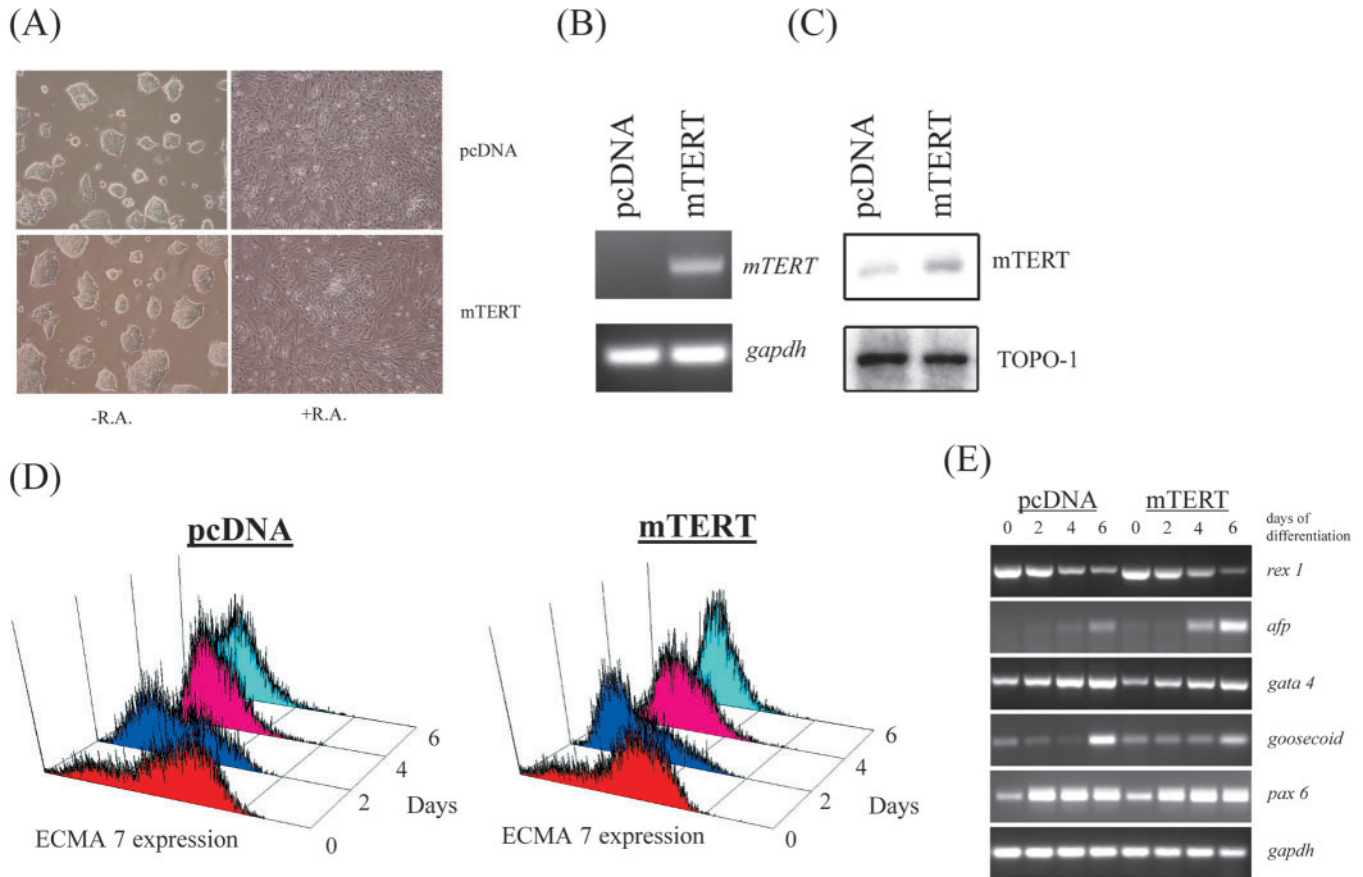 (A)
pcDNA
mTERT
-R.A.
+R.A.
(B)
pcDNA
mTERT
mTERT
gapdh
(C)
pcDNA
mTERT
mTERT
TOPO-1
(D)
pcDNA
6
4
2
0
Days
ECMA 7 expression
mTERT
6
4
2
0
Days
ECMA 7 expression
(E)
pcDNA mTERT
0 2 4 6 0 2 4 6
days of
differentiation
rex 1
afp
gata 4
goosecoid
pax 6
gapdh